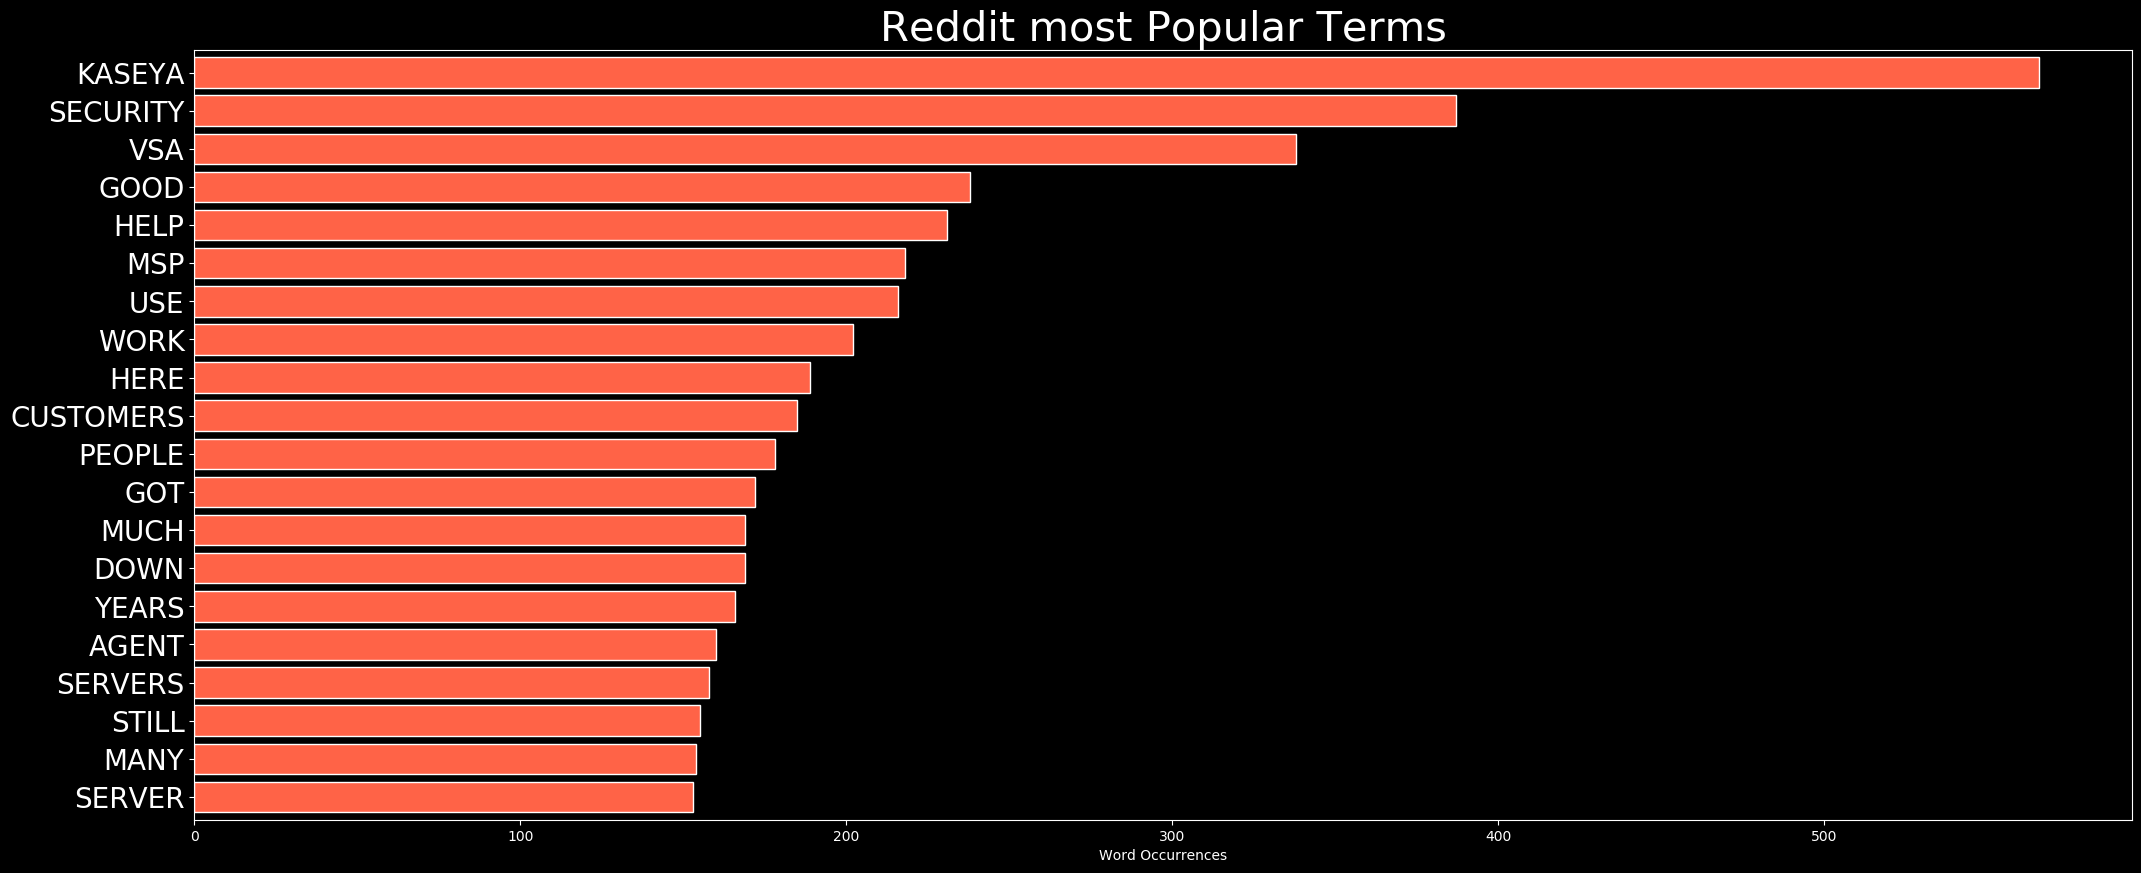 Reddit most Popular Terms
KASEYA
SECURITY
VSA
GOOD
HELP
MSP
USE
WORK
HERE
CUSTOMERS
PEOPLE
GOT
MUCH
DOWN
YEARS
AGENT
SERVERS
STILL
MANY
SERVER
0 100 200 300 400 500
Word Occurrences